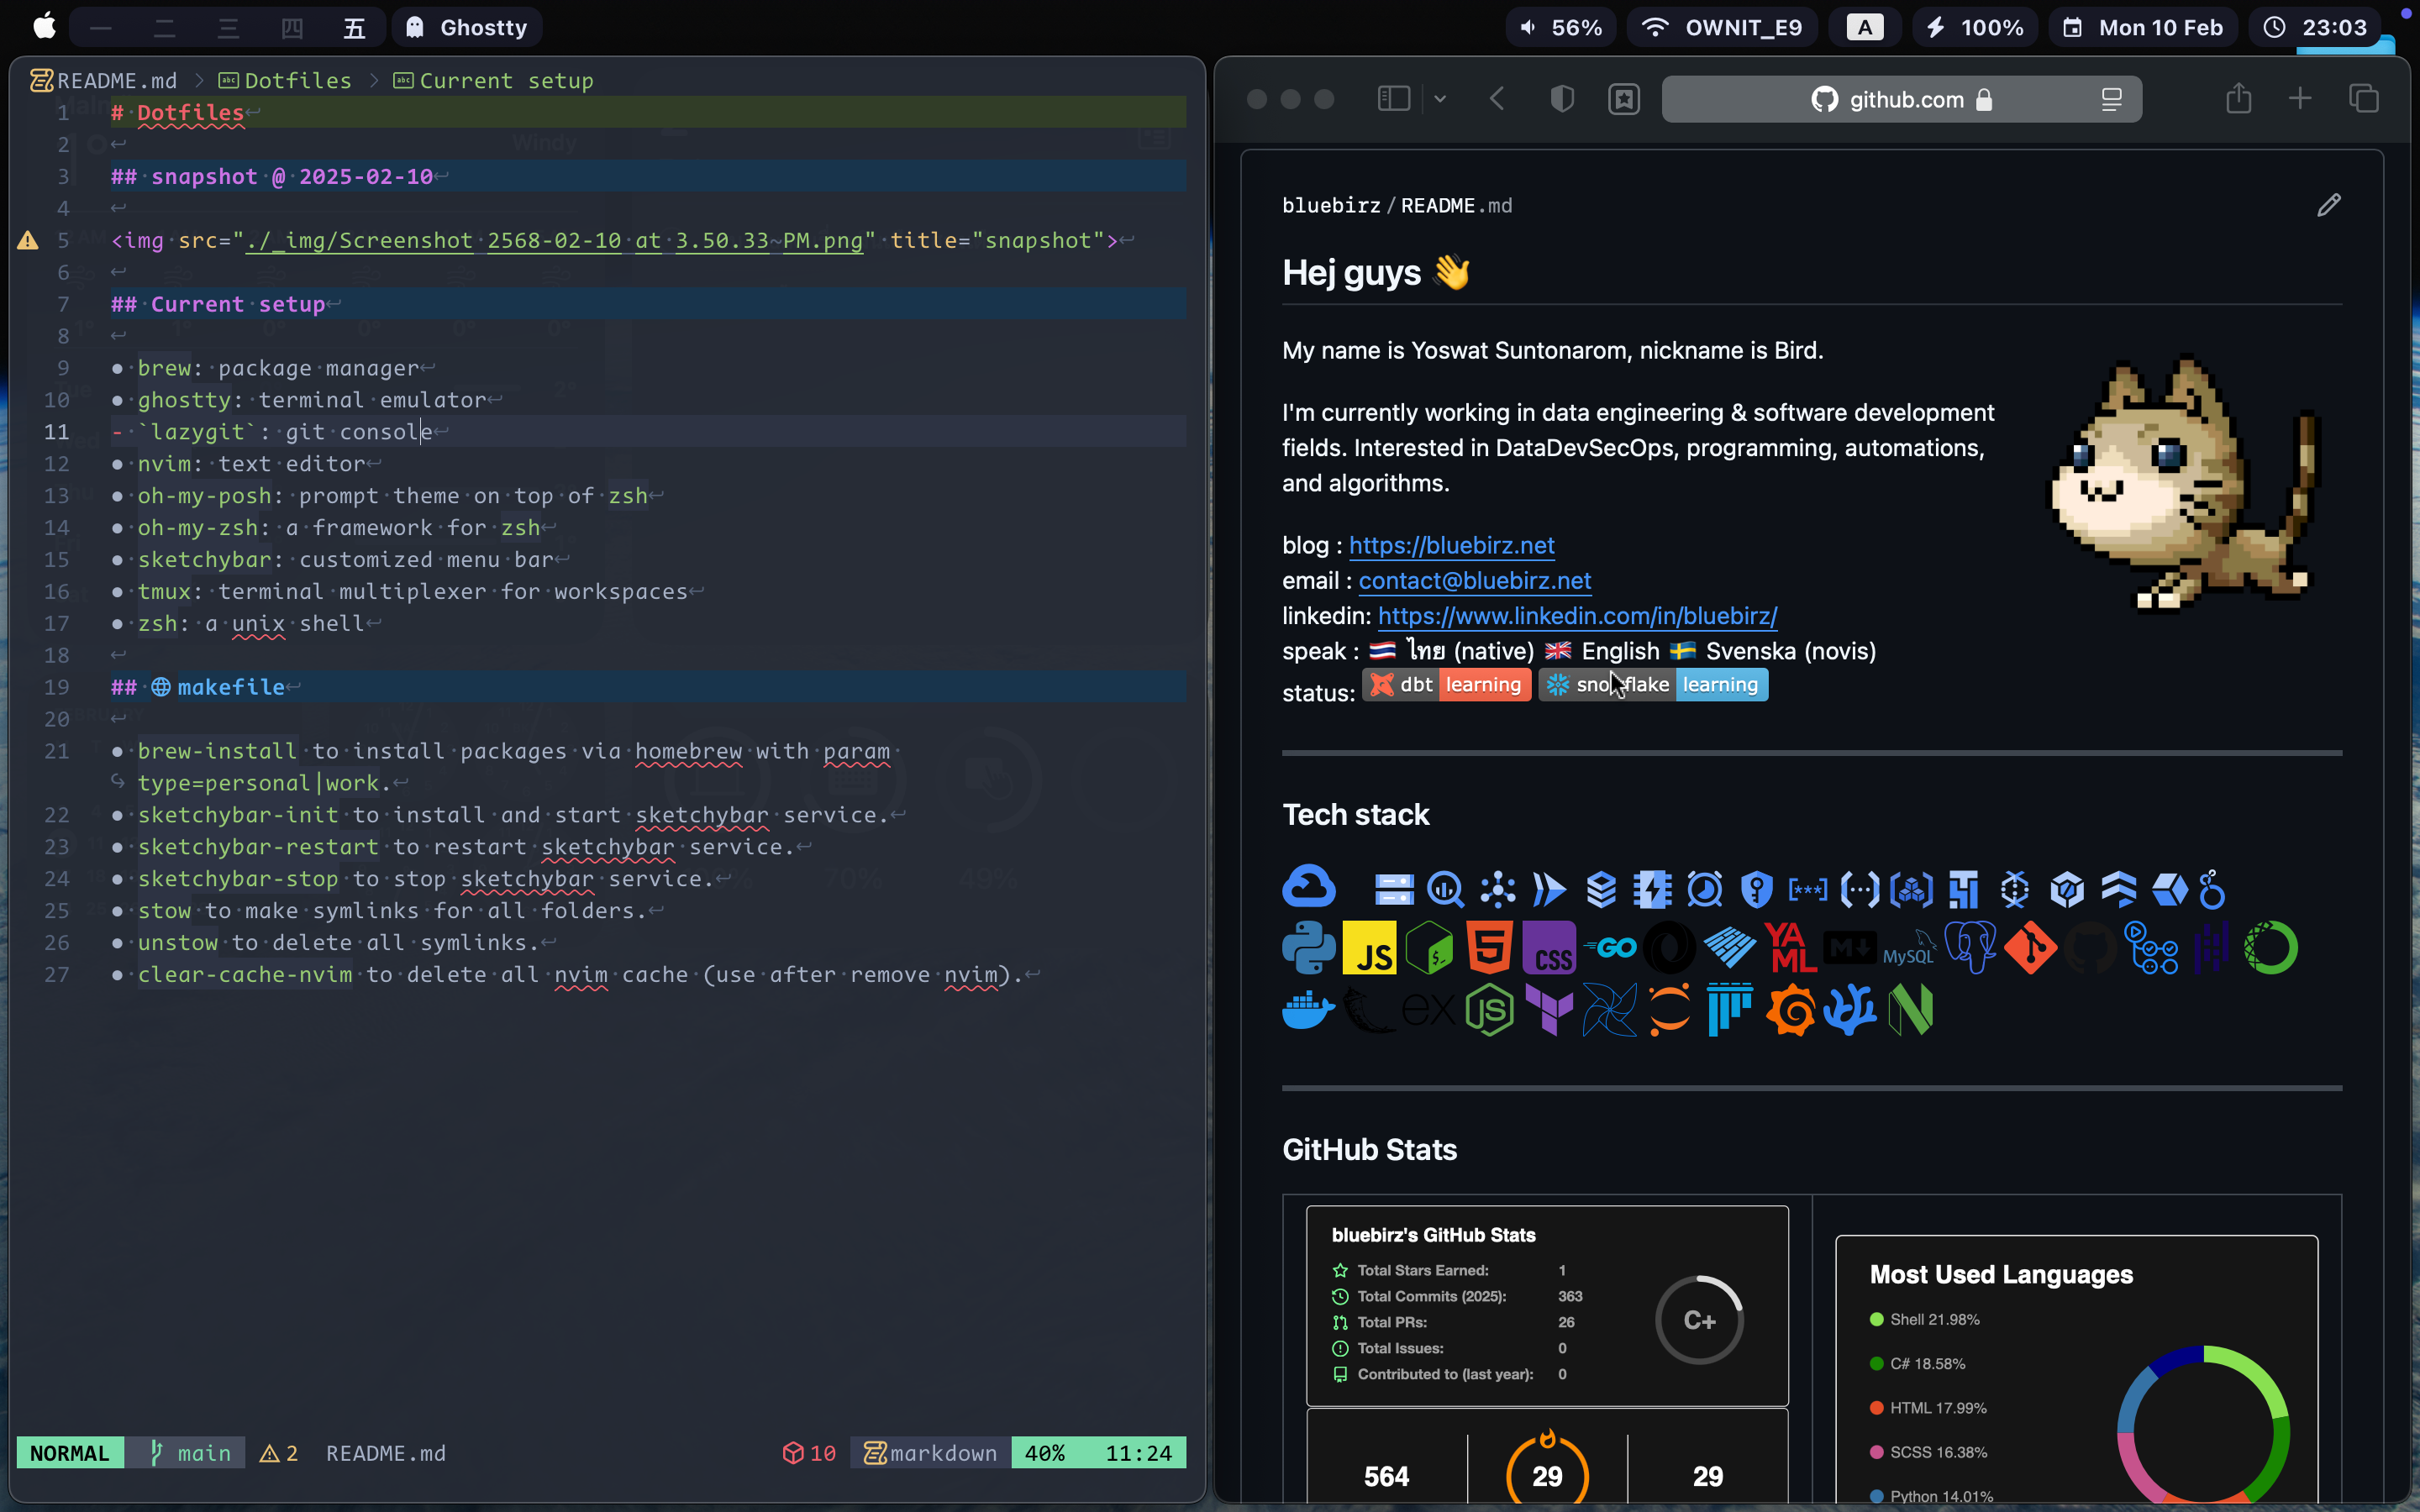 一 二 三 四 五 Ghostty
56% OWNIT_E9 A 100% Mon 10 Feb 23:03
README.md > Dotfiles > Current setup
1 # Dotfiles
2
3 ## snapshot @ 2025-02-10
4
5 <img src="./_img/Screenshot 2568-02-10 at 3.50.33~PM.png" title="snapshot">
6
7 ## Current setup
8
9 ● brew: package manager
10 ● ghostty: terminal emulator
11 - `lazygit`: git console
12 ● nvim: text editor
13 ● oh-my-posh: prompt theme on top of zsh
14 ● oh-my-zsh: a framework for zsh
15 ● sketchybar: customized menu bar
16 ● tmux: terminal multiplexer for workspaces
17 ● zsh: a unix shell
18
19 ## makefile
20
21 ● brew-install to install packages via homebrew with param
type=personal|work.
22 ● sketchybar-init to install and start sketchybar service.
23 ● sketchybar-restart to restart sketchybar service.
24 ● sketchybar-stop to stop sketchybar service.
25 ● stow to make symlinks for all folders.
26 ● unstow to delete all symlinks.
27 ● clear-cache-nvim to delete all nvim cache (use after remove nvim).
NORMAL main 2 README.md 10 markdown 40% 11:24
github.com
bluebirz / README.md
Hej guys 👋
My name is Yoswat Suntonarom, nickname is Bird.
I'm currently working in data engineering & software development
fields. Interested in DataDevSecOps, programming, automations,
and algorithms.
blog : https://bluebirz.net
email : contact@bluebirz.net
linkedin: https://www.linkedin.com/in/bluebirz/
speak : 🇹🇭 ไทย (native) 🇬🇧 English 🇸🇪 Svenska (novis)
status: dbt learning snowflake learning
Tech stack
JS 5 CSS GO YAML M MySQL
ex JS
GitHub Stats
bluebirz's GitHub Stats
Total Stars Earned: 1
Total Commits (2025): 363
Total PRs: 26
Total Issues: 0
Contributed to (last year): 0
C+
564 29 29
Most Used Languages
Shell 21.98%
C# 18.58%
HTML 17.99%
SCSS 16.38%
Python 14.01%